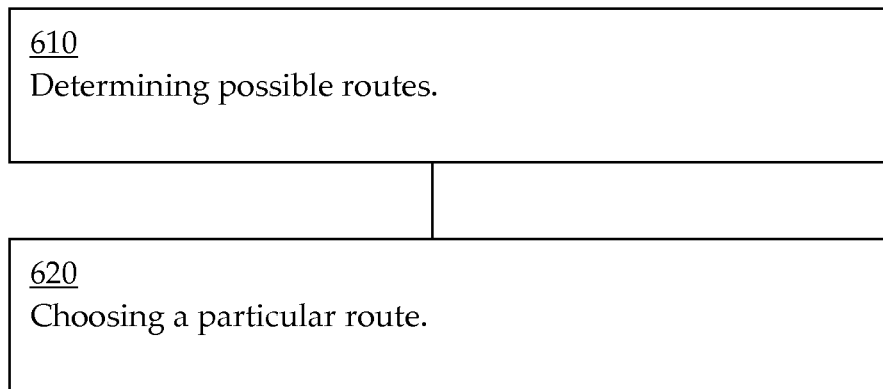 610
Determining possible routes.
620
Choosing a particular route.